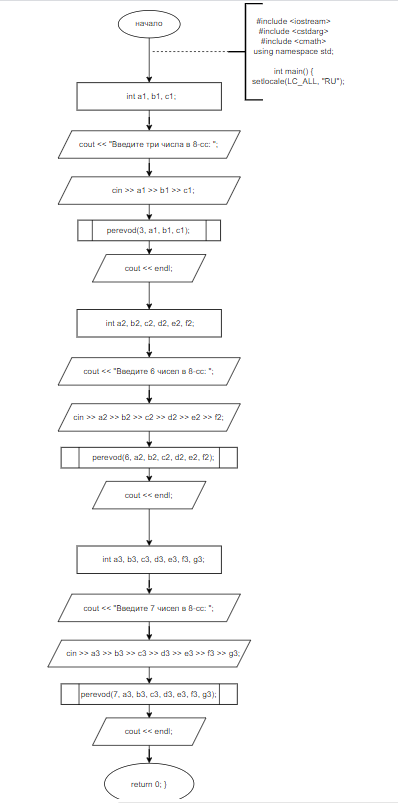 начало
#include <iostream>
#include <cstdarg>
#include <cmath>
using namespace std;
int main() {
setlocale(LC_ALL, "RU");
int a1, b1, c1;
cout << "Введите три числа в 8-сс: ";
cin >> a1 >> b1 >> c1;
perevod(3, a1, b1, c1);
cout << endl;
int a2, b2, c2, d2, e2, f2;
cout << "Введите 6 чисел в 8-сс: ";
cin >> a2 >> b2 >> c2 >> d2 >> e2 >> f2;
perevod(6, a2, b2, c2, d2, e2, f2);
cout << endl;
int a3, b3, c3, d3, e3, f3, g3;
cout << "Введите 7 чисел в 8-сс: ";
cin >> a3 >> b3 >> c3 >> d3 >> e3 >> f3 >> g3;
perevod(7, a3, b3, c3, d3, e3, f3, g3);
cout << endl;
return 0; }